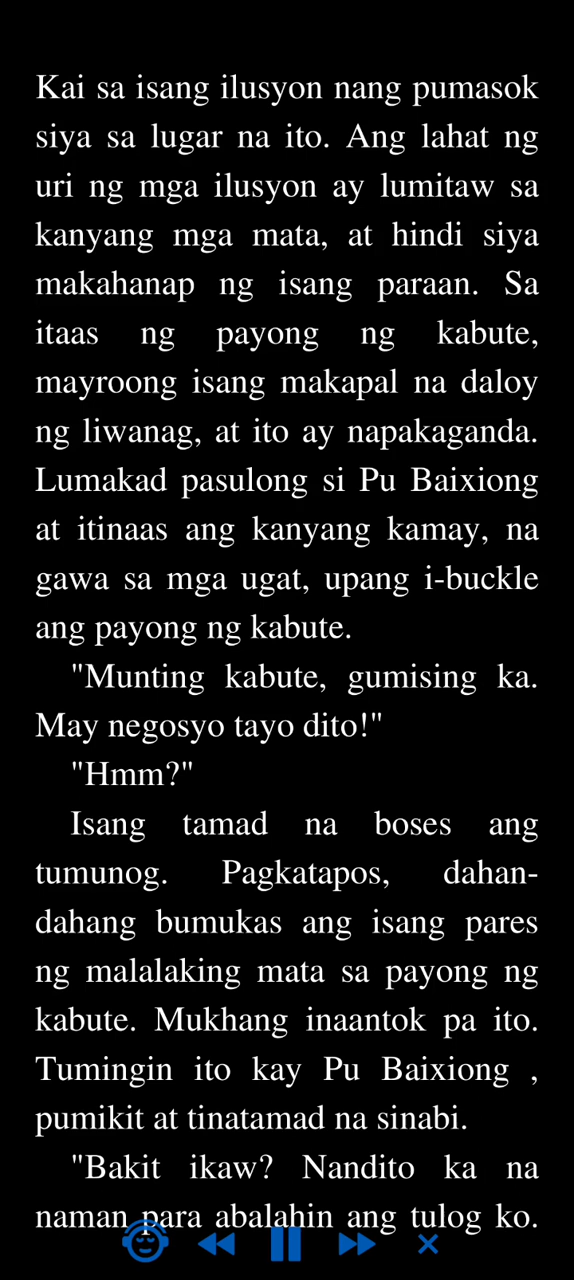 Kai sa isang ilusyon nang pumasok
siya sa lugar na ito. Ang lahat ng
uri ng mga ilusyon ay lumitaw sa
kanyang mga mata, at hindi siya
makahanap ng isang paraan. Sa
itaas ng payong ng kabute,
mayroong isang makapal na daloy
ng liwanag, at ito ay napakaganda.
Lumakad pasulong si Pu Baixiong
at itinaas ang kanyang kamay, na
gawa sa mga ugat, upang i-buckle
ang payong ng kabute.
"Munting kabute, gumising ka.
May negosyo tayo dito!"
"Hmm?"
Isang tamad na boses ang
tumunog. Pagkatapos, dahan-
dahang bumukas ang isang pares
ng malalaking mata sa payong ng
kabute. Mukhang inaantok pa ito.
Tumingin ito kay Pu Baixiong ,
pumikit at tinatamad na sinabi.
"Bakit ikaw? Nandito ka na
naman para abalahin ang tulog ko.